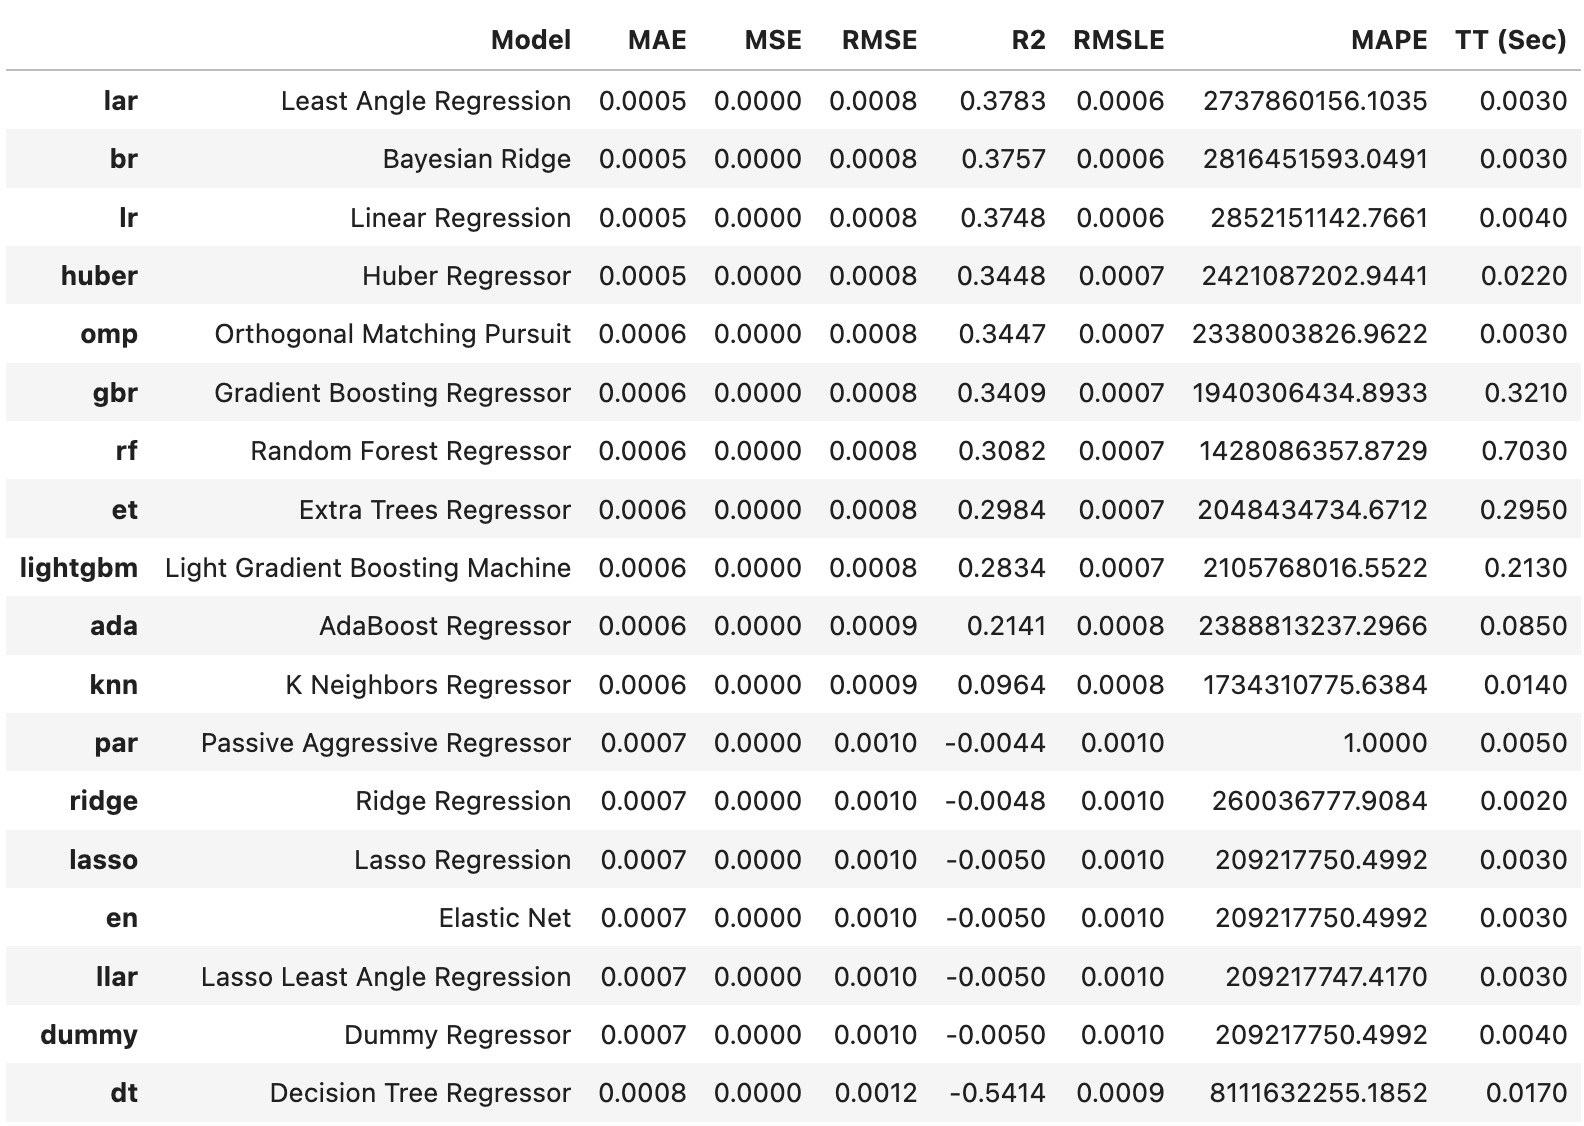 Model MAE MSE RMSE R2 RMSLE MAPE TT (Sec)
lar Least Angle Regression 0.0005 0.0000 0.0008 0.3783 0.0006 2737860156.1035 0.0030
br Bayesian Ridge 0.0005 0.0000 0.0008 0.3757 0.0006 2816451593.0491 0.0030
lr Linear Regression 0.0005 0.0000 0.0008 0.3748 0.0006 2852151142.7661 0.0040
huber Huber Regressor 0.0005 0.0000 0.0008 0.3448 0.0007 2421087202.9441 0.0220
omp Orthogonal Matching Pursuit 0.0006 0.0000 0.0008 0.3447 0.0007 2338003826.9622 0.0030
gbr Gradient Boosting Regressor 0.0006 0.0000 0.0008 0.3409 0.0007 1940306434.8933 0.3210
rf Random Forest Regressor 0.0006 0.0000 0.0008 0.3082 0.0007 1428086357.8729 0.7030
et Extra Trees Regressor 0.0006 0.0000 0.0008 0.2984 0.0007 2048434734.6712 0.2950
lightgbm Light Gradient Boosting Machine 0.0006 0.0000 0.0008 0.2834 0.0007 2105768016.5522 0.2130
ada AdaBoost Regressor 0.0006 0.0000 0.0009 0.2141 0.0008 2388813237.2966 0.0850
knn K Neighbors Regressor 0.0006 0.0000 0.0009 0.0964 0.0008 1734310775.6384 0.0140
par Passive Aggressive Regressor 0.0007 0.0000 0.0010 -0.0044 0.0010 1.0000 0.0050
ridge Ridge Regression 0.0007 0.0000 0.0010 -0.0048 0.0010 260036777.9084 0.0020
lasso Lasso Regression 0.0007 0.0000 0.0010 -0.0050 0.0010 209217750.4992 0.0030
en Elastic Net 0.0007 0.0000 0.0010 -0.0050 0.0010 209217750.4992 0.0030
llar Lasso Least Angle Regression 0.0007 0.0000 0.0010 -0.0050 0.0010 209217747.4170 0.0030
dummy Dummy Regressor 0.0007 0.0000 0.0010 -0.0050 0.0010 209217750.4992 0.0040
dt Decision Tree Regressor 0.0008 0.0000 0.0012 -0.5414 0.0009 8111632255.1852 0.0170